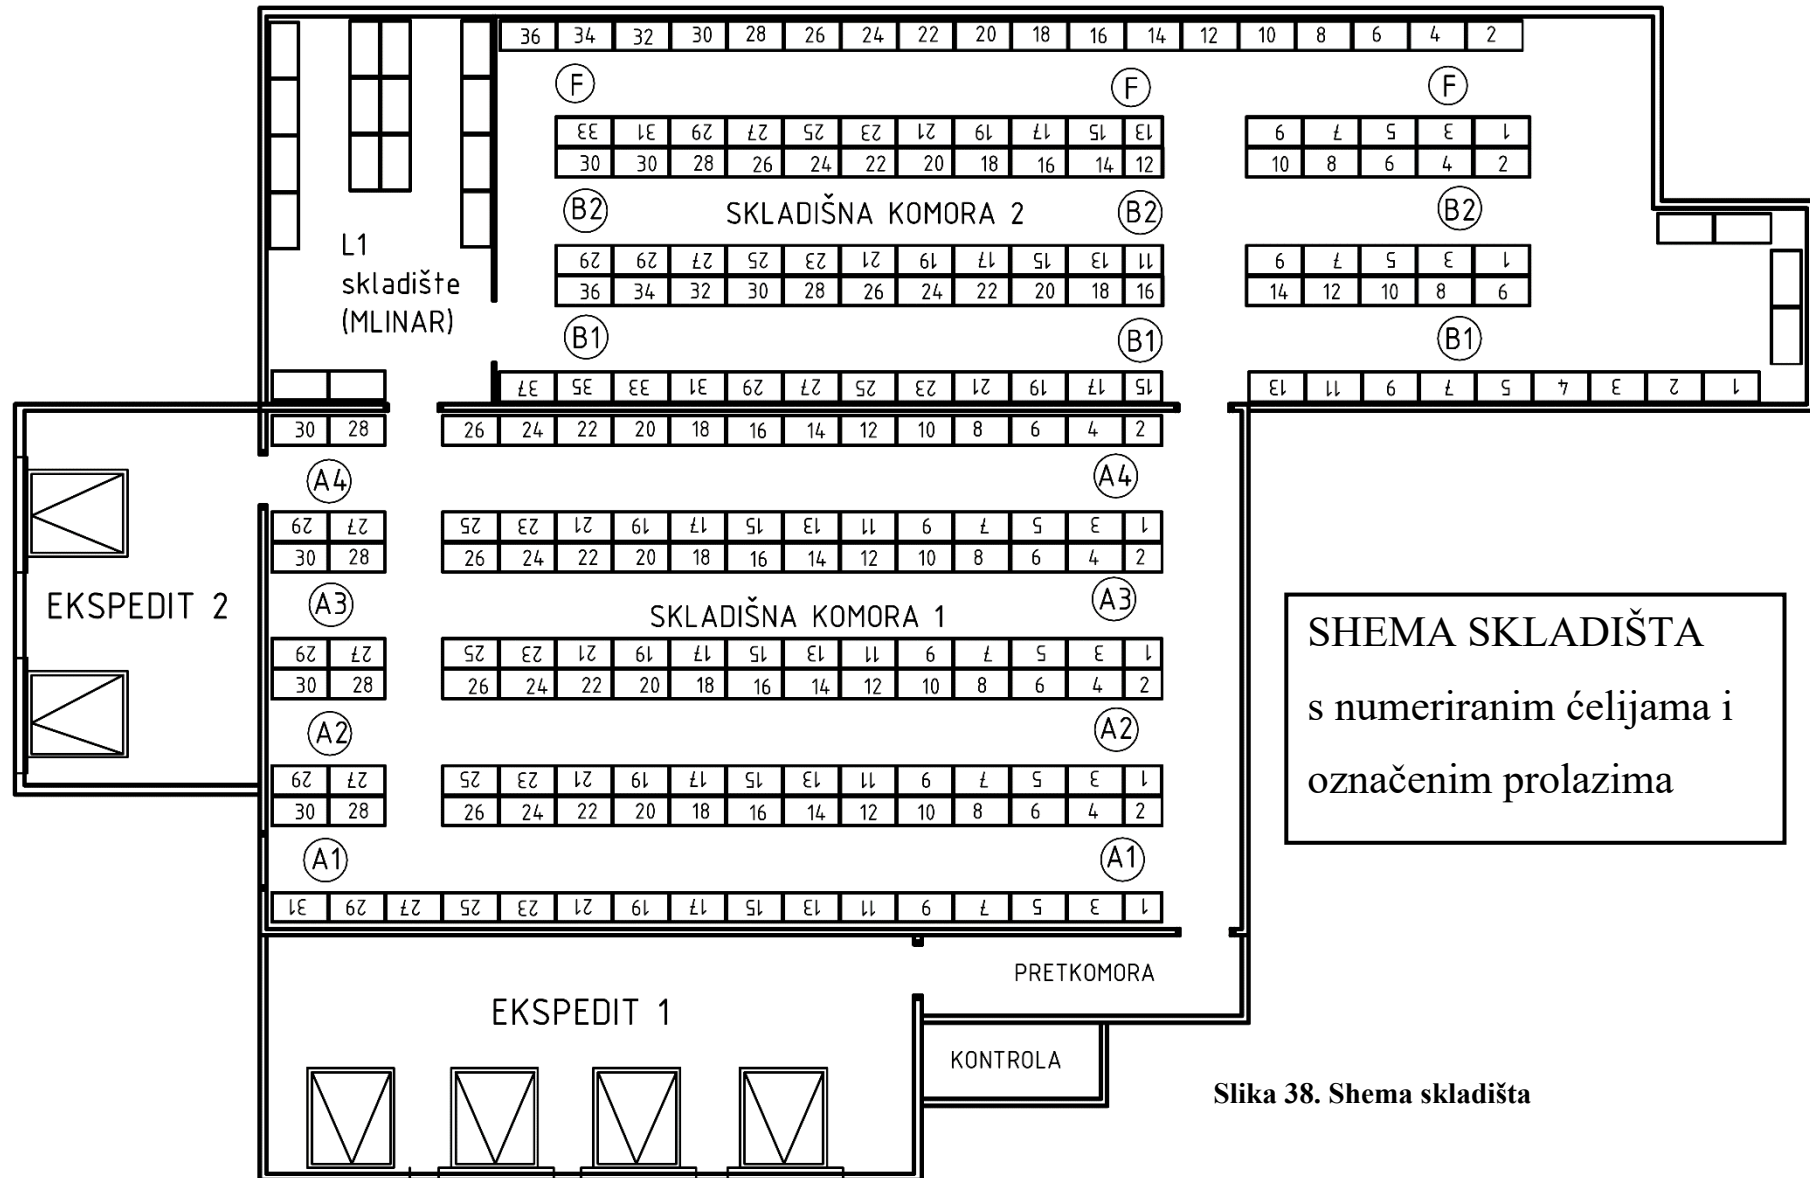 36 34 32 30 28 26 24 22 20 18 16 14 12 10 8 6 4 2
F F F
33 31 29 27 25 23 21 19 17 15 13 9 7 5 3 1
30 30 28 26 24 22 20 18 16 14 12 10 8 6 4 2
B2 SKLADIŠNA KOMORA 2 B2 B2
L1
skladište
(MLINAR)
29 29 27 25 23 21 19 17 15 13 11 9 7 5 3 1
36 34 32 30 28 26 24 22 20 18 16 14 12 10 8 6
B1 B1 B1
37 35 33 31 29 27 25 23 21 19 17 15 13 11 9 7 5 4 3 2 1
30 28 26 24 22 20 18 16 14 12 10 8 6 4 2
A4 A4
29 27 25 23 21 19 17 15 13 11 9 7 5 3 1
30 28 26 24 22 20 18 16 14 12 10 8 6 4 2
EKSPEDIT 2
A3 SKLADIŠNA KOMORA 1 A3
29 27 25 23 21 19 17 15 13 11 9 7 5 3 1
30 28 26 24 22 20 18 16 14 12 10 8 6 4 2
A2 A2
29 27 25 23 21 19 17 15 13 11 9 7 5 3 1
30 28 26 24 22 20 18 16 14 12 10 8 6 4 2
A1 A1
31 29 27 25 23 21 19 17 15 13 11 9 7 5 3 1
SHEMA SKLADIŠTA
s numeriranim ćelijama i
označenim prolazima
PRETKOMORA
EKSPEDIT 1
KONTROLA
Slika 38. Shema skladišta